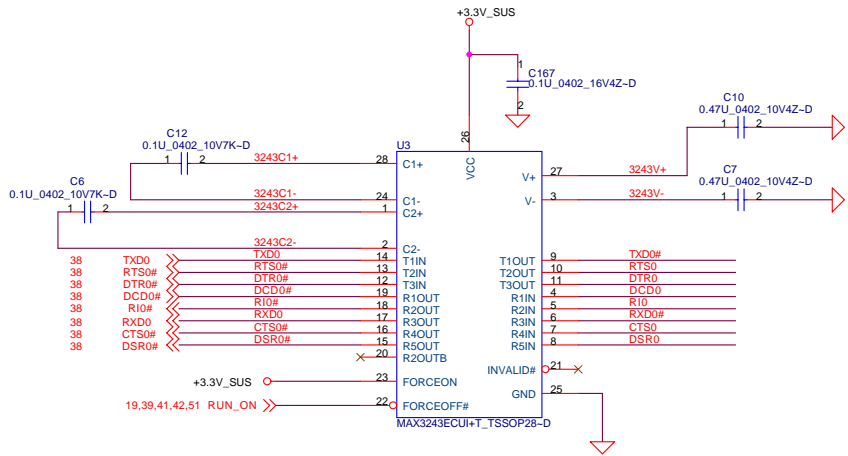 +3.3V_SUS
1
C167
0.1U_0402_16V4Z~D
2
C10
0.47U_0402_10V4Z~D
1 2
C12
0.1U_0402_10V7K~D
1 2
3243C1+
28
U3
C1+
26
VCC
V+
27
3243V+
C6
0.1U_0402_10V7K~D
1 2
3243C1-
24
C1-
3243C2+
1
C2+
V-
3
3243V-
C7
0.47U_0402_10V4Z~D
1 2
3243C2-
2
C2-
38 TXD0 TXD0 14 T1IN T1OUT 9 TXD0#
38 RTS0# RTS0# 13 T2IN T2OUT 10 RTS0
38 DTR0# DTR0# 12 T3IN T3OUT 11 DTR0
38 DCD0# DCD0# 19 R1OUT R1IN 4 DCD0
38 RI0# RI0# 18 R2OUT R2IN 5 RI0
38 RXD0 RXD0 17 R3OUT R3IN 6 RXD0#
38 CTS0# CTS0# 16 R4OUT R4IN 7 CTS0
38 DSR0# DSR0# 15 R5OUT R5IN 8 DSR0
20 R2OUTB
INVALID# 21
+3.3V_SUS 23 FORCEON
GND 25
19,39,41,42,51 RUN_ON 22 FORCEOFF#
MAX3243ECUI+T_TSSOP28~D